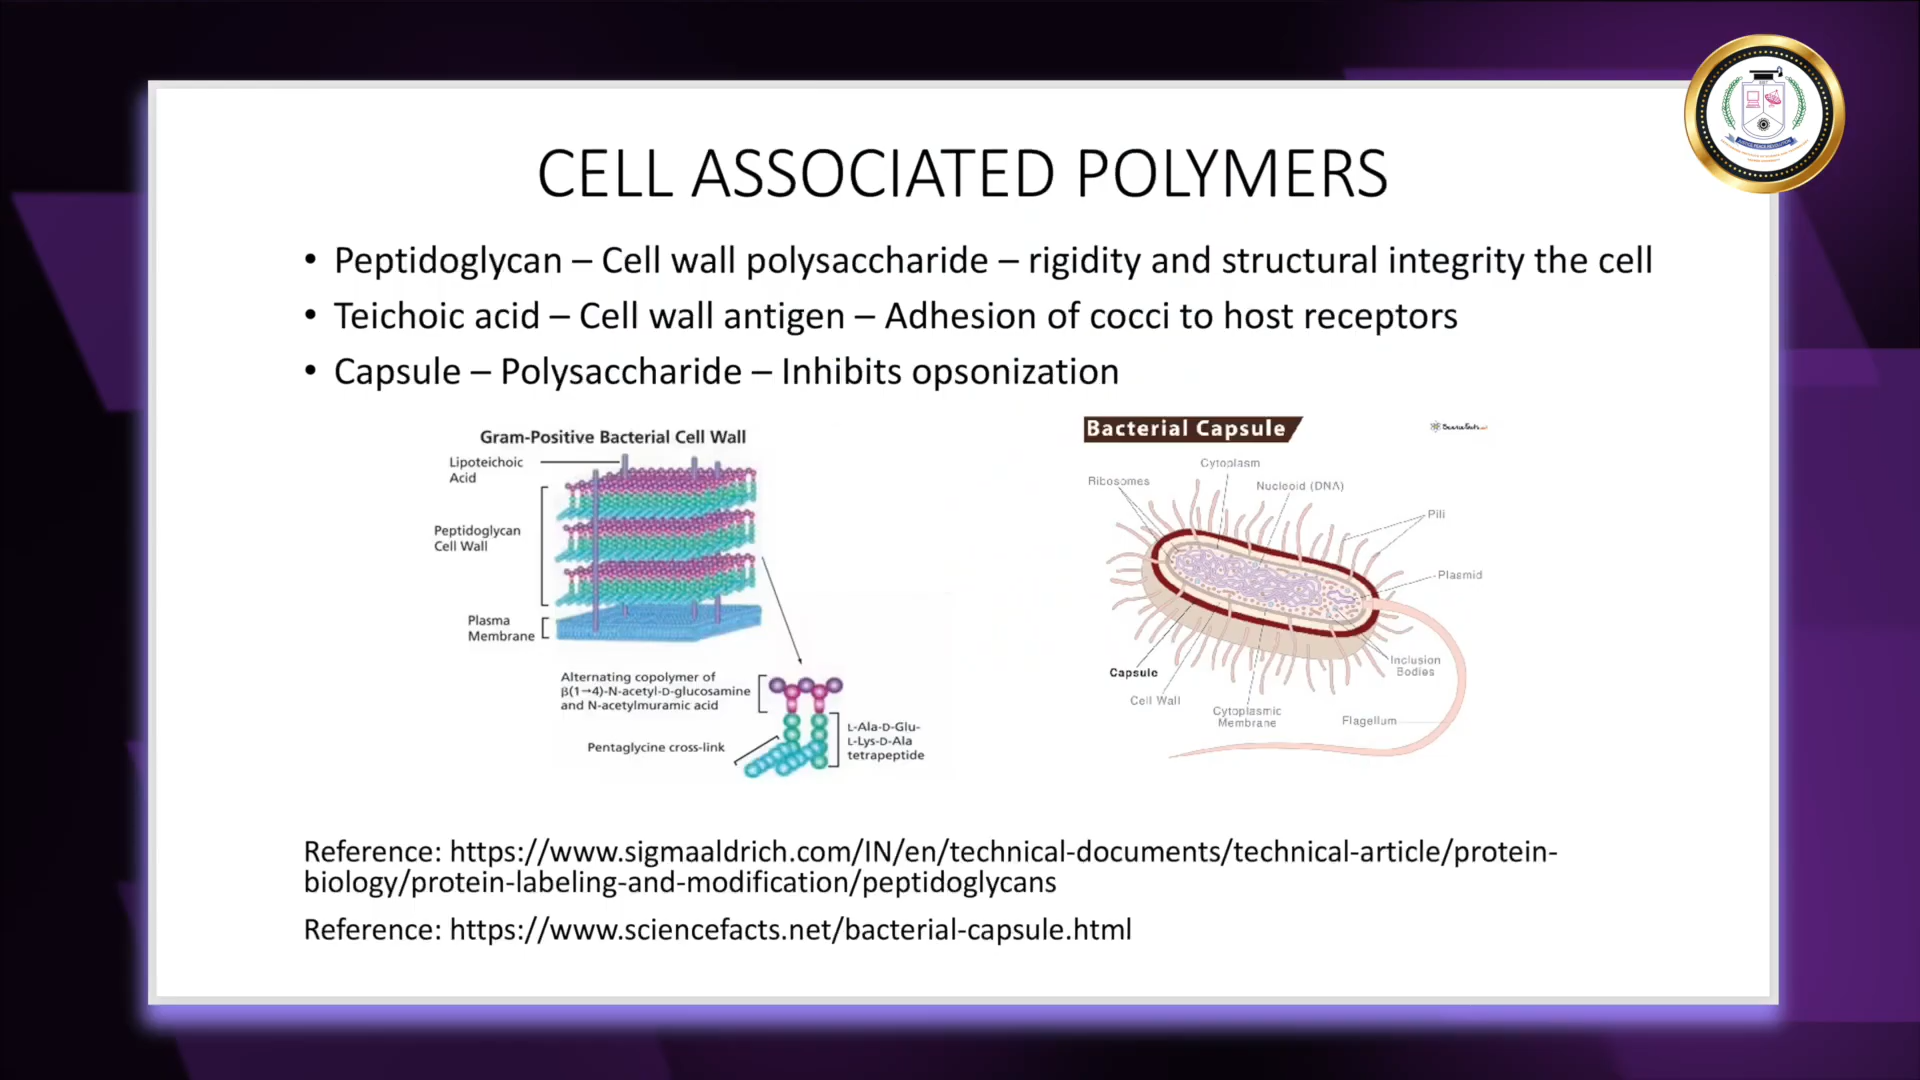 CELL ASSOCIATED POLYMERS
• Peptidoglycan – Cell wall polysaccharide – rigidity and structural integrity the cell
• Teichoic acid – Cell wall antigen – Adhesion of cocci to host receptors
• Capsule – Polysaccharide – Inhibits opsonization
Gram-Positive Bacterial Cell Wall
Lipoteichoic
Acid
Peptidoglycan
Cell Wall
Plasma
Membrane
Alternating copolymer of
β(1→4)-N-acetyl-D-glucosamine
and N-acetylmuramic acid
Pentaglycine cross-link
L-Ala-D-Glu-
L-Lys-D-Ala
tetrapeptide
Bacterial Capsule
Cytoplasm
Ribosomes
Nucleoid (DNA)
Pili
Plasmid
Inclusion
Bodies
Capsule
Cell Wall
Cytoplasmic
Membrane
Flagellum
Reference: https://www.sigmaaldrich.com/IN/en/technical-documents/technical-article/protein-
biology/protein-labeling-and-modification/peptidoglycans
Reference: https://www.sciencefacts.net/bacterial-capsule.html